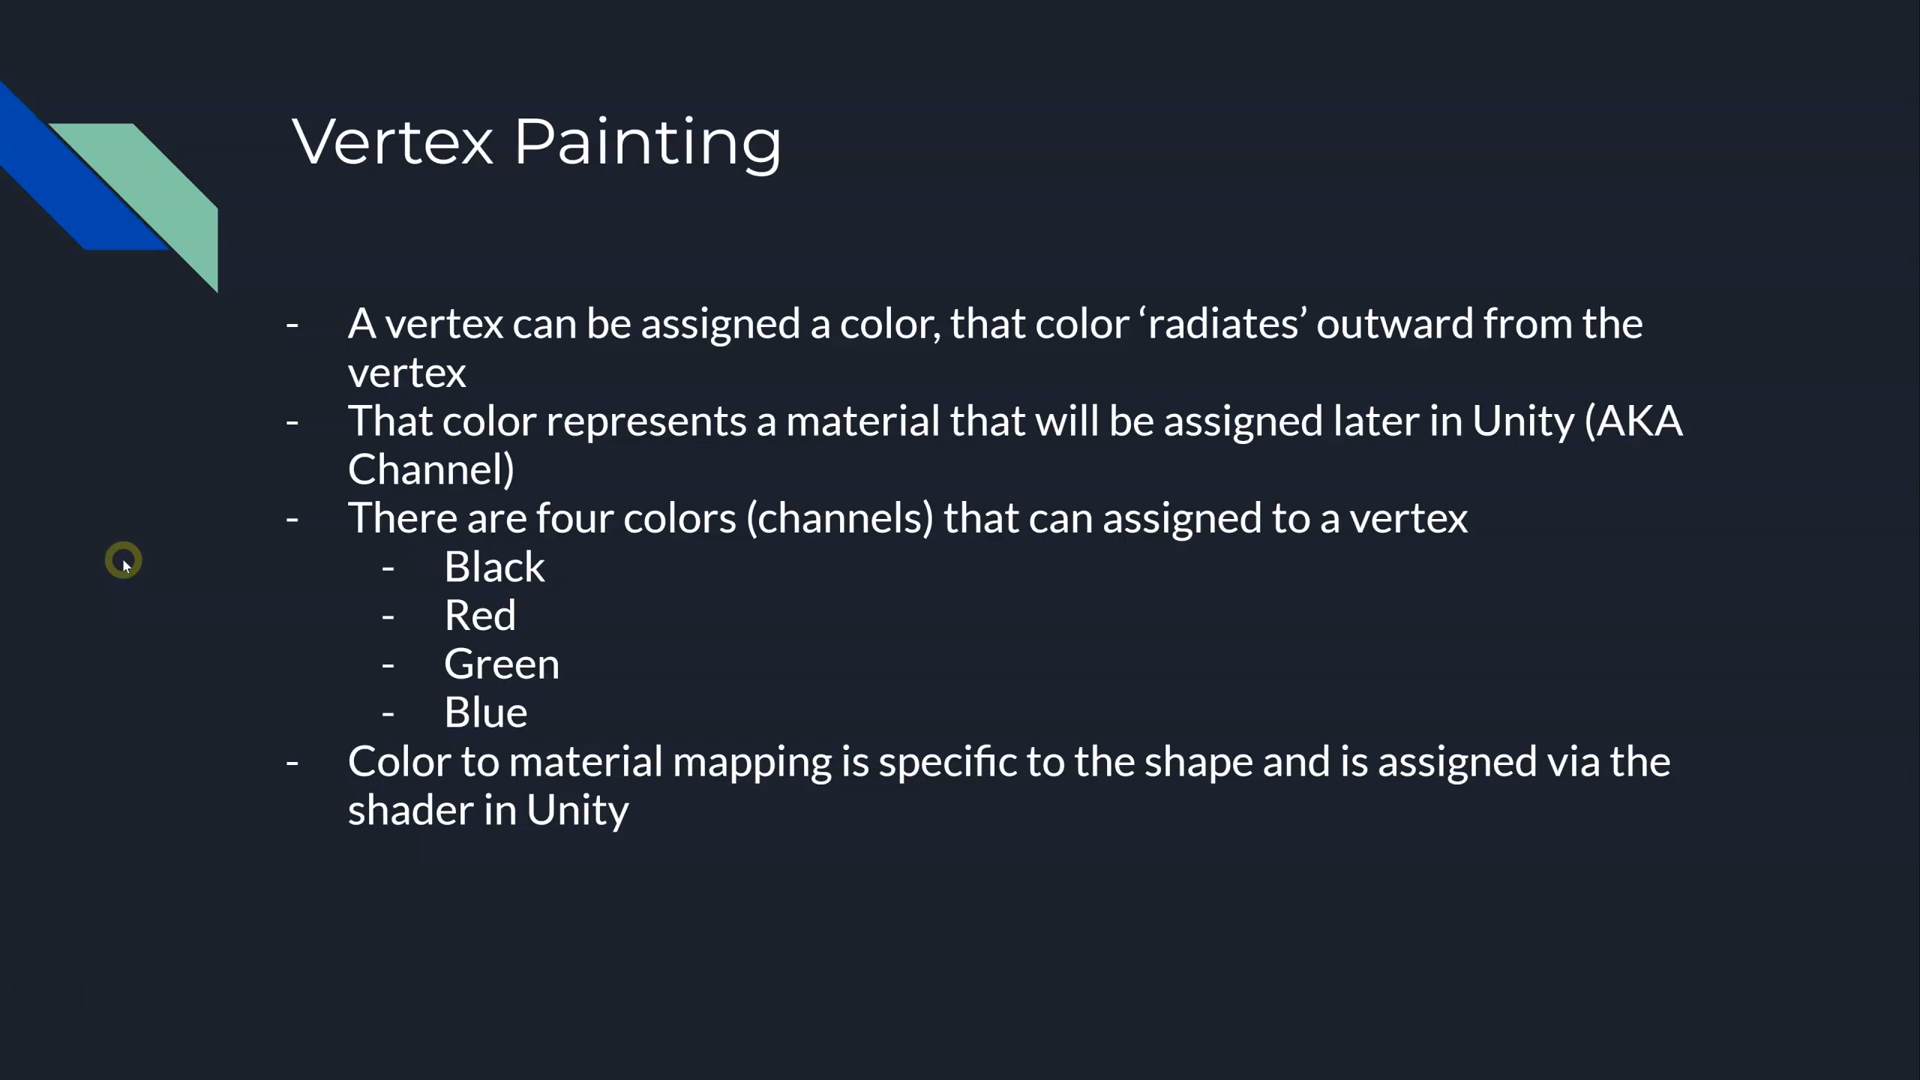 Vertex Painting
- A vertex can be assigned a color, that color ‘radiates’ outward from the
vertex
- That color represents a material that will be assigned later in Unity (AKA
Channel)
- There are four colors (channels) that can assigned to a vertex
- Black
- Red
- Green
- Blue
- Color to material mapping is specific to the shape and is assigned via the
shader in Unity